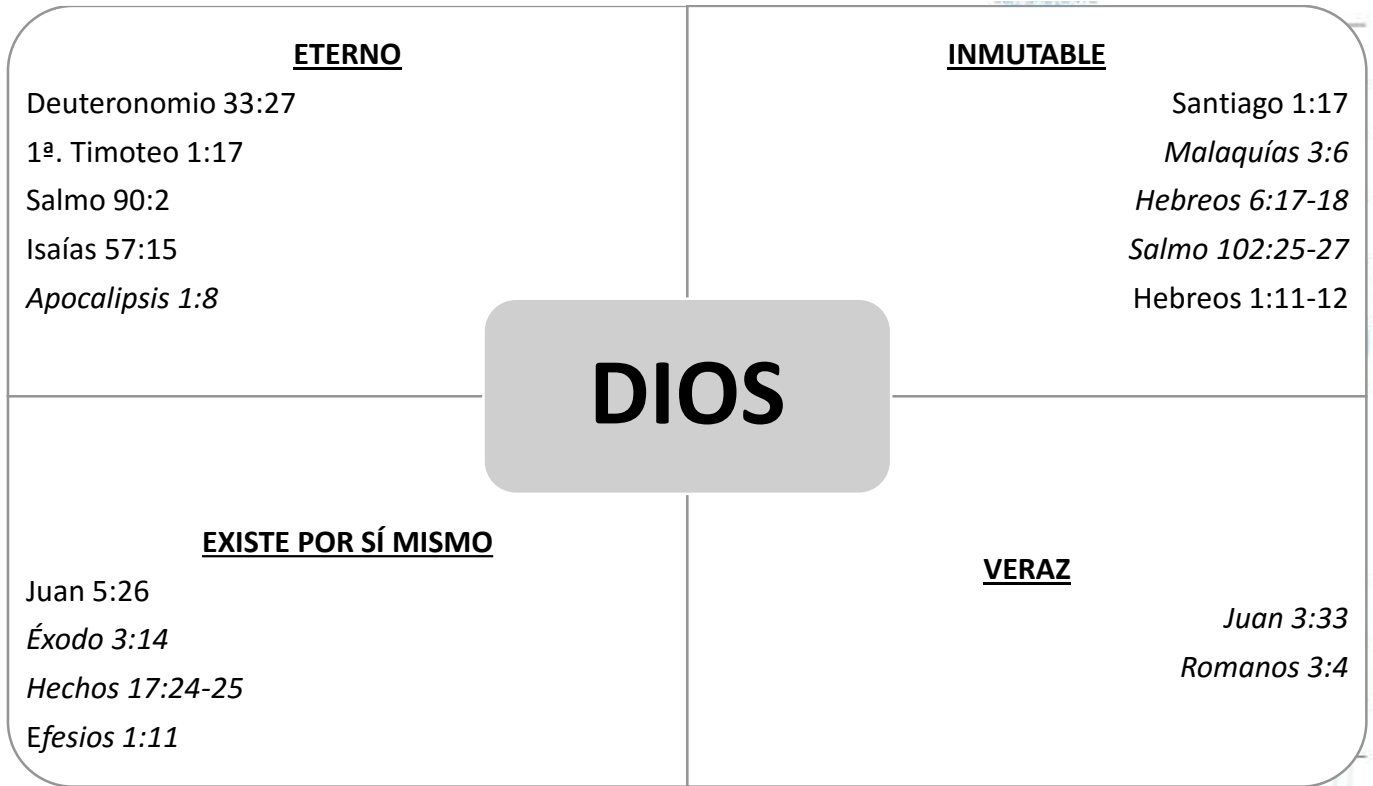 ETERNO
Deuteronomio 33:27
1ª. Timoteo 1:17
Salmo 90:2
Isaías 57:15
Apocalipsis 1:8
INMUTABLE
Santiago 1:17
Malaquías 3:6
Hebreos 6:17-18
Salmo 102:25-27
Hebreos 1:11-12
DIOS
EXISTE POR SÍ MISMO
Juan 5:26
Éxodo 3:14
Hechos 17:24-25
Efesios 1:11
VERAZ
Juan 3:33
Romanos 3:4